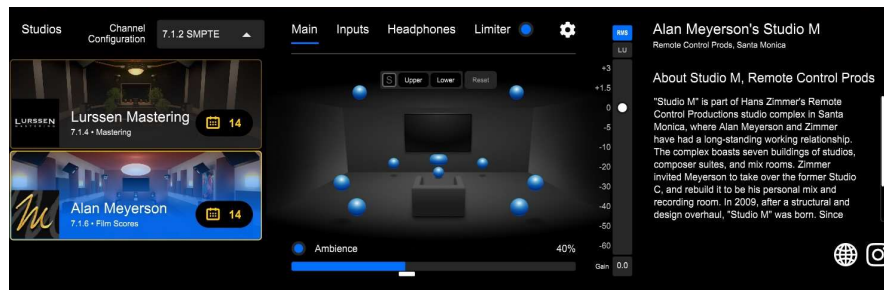 Studios
Channel
Configuration
7.1.2 SMPTE
LURSSEN
MASTERING
Lurssen Mastering
7.1.4 • Mastering
14
m
Alan Meyerson
7.1.6 • Film Scores
14
Main Inputs Headphones Limiter
S Upper Lower Reset
Ambience 40%
RMS
LU
+3
+1.5
0
-5
-10
-20
-30
-40
-50
-60
Gain 0.0
Alan Meyerson's Studio M
Remote Control Prods, Santa Monica
About Studio M, Remote Control Prods
"Studio M" is part of Hans Zimmer's Remote
Control Productions studio complex in Santa
Monica, where Alan Meyerson and Zimmer
have had a long-standing working relationship.
The complex boasts seven buildings of studios,
composer suites, and mix rooms. Zimmer
invited Meyerson to take over the former Studio
C, and rebuild it to be his personal mix and
recording room. In 2009, after a structural and
design overhaul, "Studio M" was born. Since